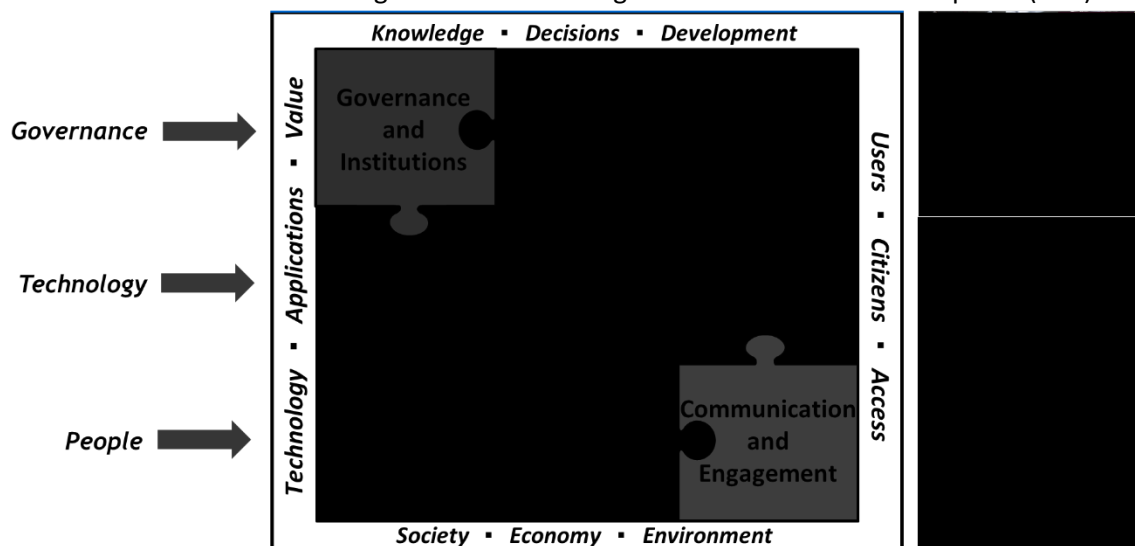 Knowledge ▪ Decisions ▪ Development
Governance
Technology
People
Technology ▪ Applications ▪ Value
Governance
and
Institutions
Communication
and
Engagement
Users ▪ Citizens ▪ Access
Society ▪ Economy ▪ Environment